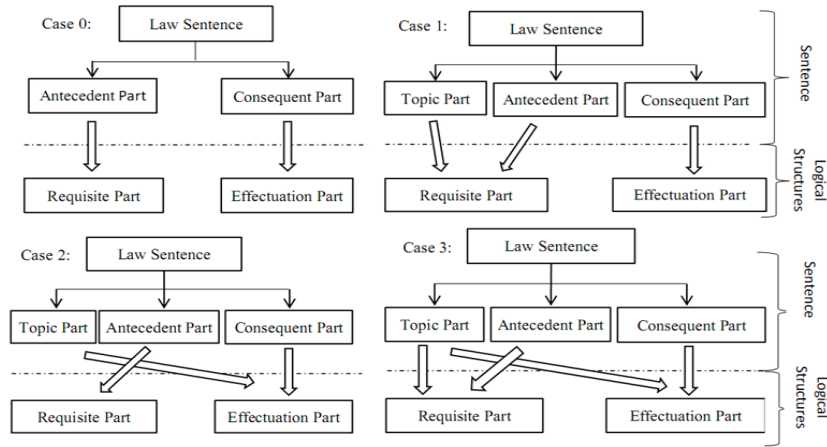 Case 0:
Law Sentence
Antecedent Part
Consequent Part
Requisite Part
Effectuation Part
Case 1:
Law Sentence
Topic Part
Antecedent Part
Consequent Part
Requisite Part
Effectuation Part
Sentence
Logical
Structures
Case 2:
Law Sentence
Topic Part
Antecedent Part
Consequent Part
Requisite Part
Effectuation Part
Case 3:
Law Sentence
Topic Part
Antecedent Part
Consequent Part
Requisite Part
Effectuation Part
Sentence
Logical
Structures